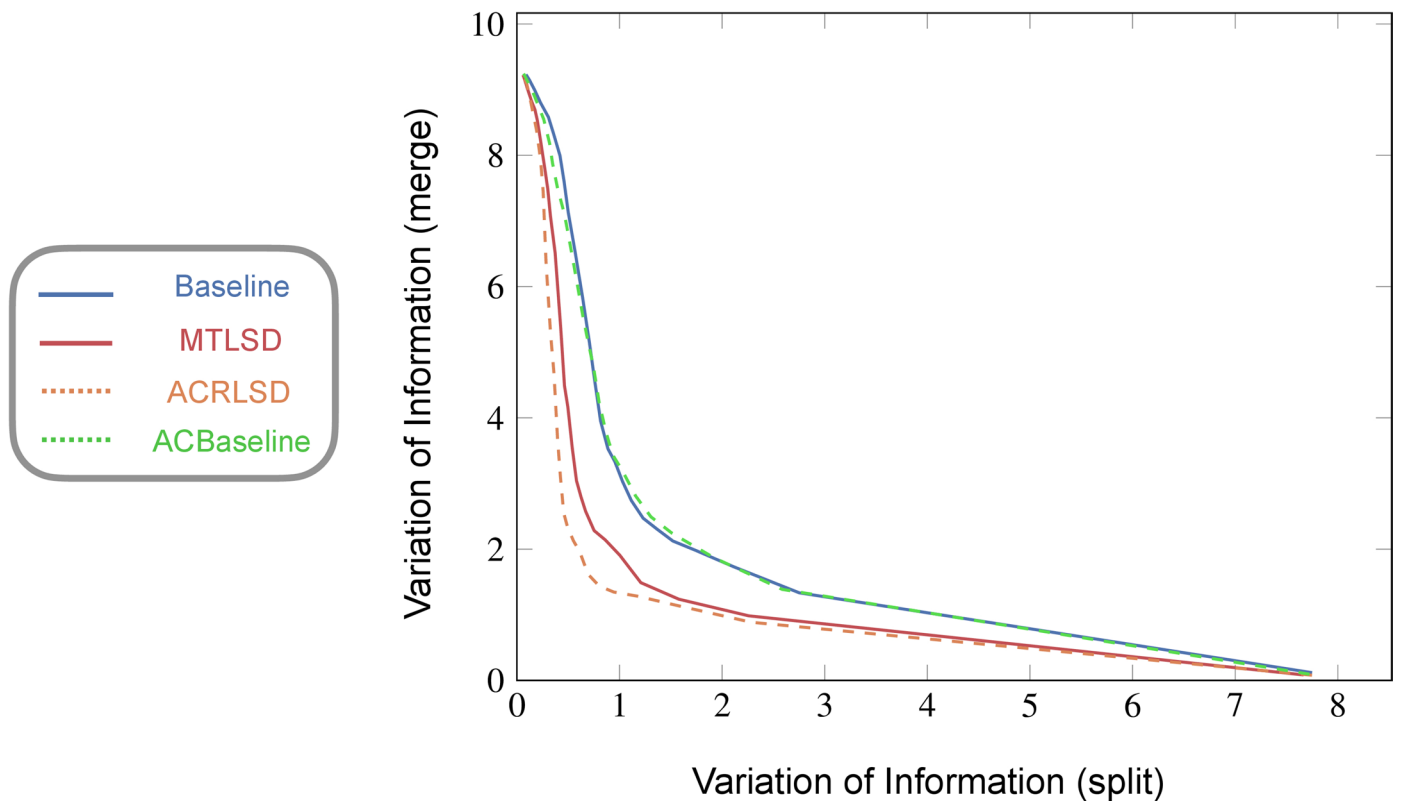 Baseline
MTLSD
ACRLSD
ACBaseline
Variation of Information (merge)
10
8
6
4
2
0
0 1 2 3 4 5 6 7 8
Variation of Information (split)